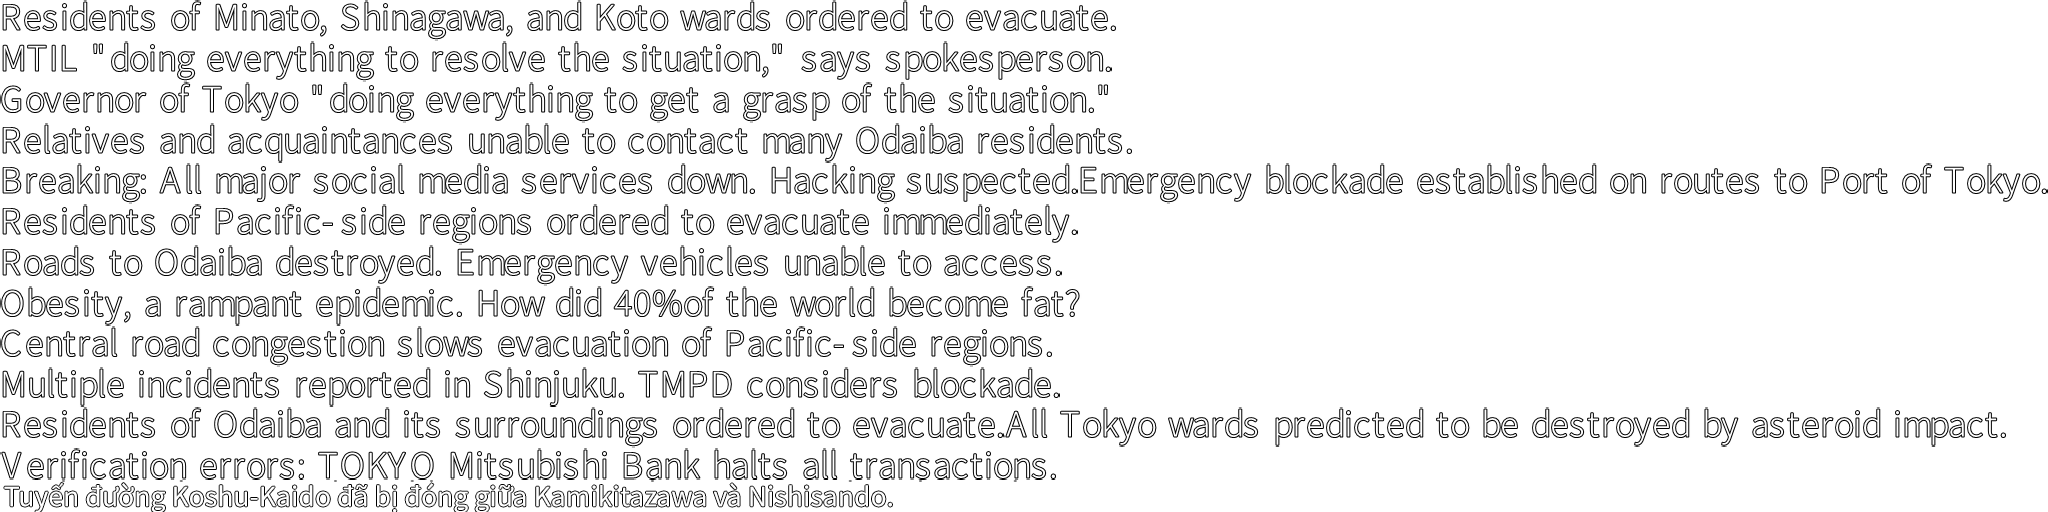 Residents of Minato, Shinagawa, and Koto wards ordered to evacuate.
MTIL "doing everything to resolve the situation," says spokesperson.
Governor of Tokyo "doing everything to get a grasp of the situation."
Relatives and acquaintances unable to contact many Odaiba residents.
Breaking: All major social media services down. Hacking suspected.Emergency blockade established on routes to Port of Tokyo.
Residents of Pacific-side regions ordered to evacuate immediately.
Roads to Odaiba destroyed. Emergency vehicles unable to access.
Obesity, a rampant epidemic. How did 40%of the world become fat?
Central road congestion slows evacuation of Pacific-side regions.
Multiple incidents reported in Shinjuku. TMPD considers blockade.
Residents of Odaiba and its surroundings ordered to evacuate.All Tokyo wards predicted to be destroyed by asteroid impact.
Verification errors: TOKYO Mitsubishi Bank halts all transactions.
Tuyến đường Koshu-Kaido đã bị đóng giữa Kamikitazawa và Nishisando.